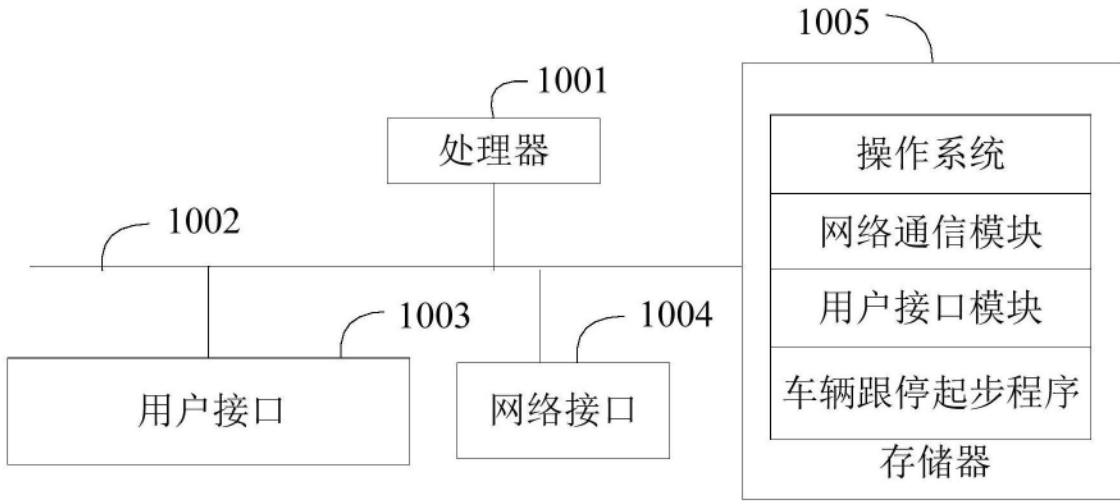 1005
1001
处理器
操作系统
1002
网络通信模块
1003
1004
用户接口模块
用户接口
网络接口
车辆跟停起步程序
存储器